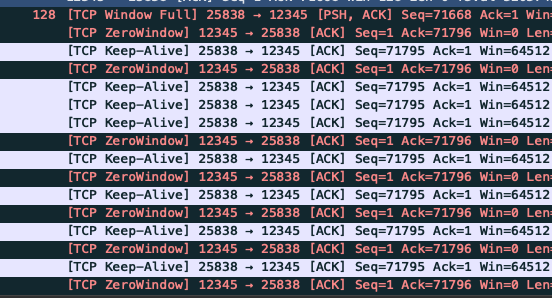 128 [TCP Window Full] 25838 → 12345 [PSH, ACK] Seq=71668 Ack=1 Win=
[TCP ZeroWindow] 12345 → 25838 [ACK] Seq=1 Ack=71796 Win=0 Len=
[TCP Keep-Alive] 25838 → 12345 [ACK] Seq=71795 Ack=1 Win=64512
[TCP ZeroWindow] 12345 → 25838 [ACK] Seq=1 Ack=71796 Win=0 Len=
[TCP Keep-Alive] 25838 → 12345 [ACK] Seq=71795 Ack=1 Win=64512
[TCP Keep-Alive] 25838 → 12345 [ACK] Seq=71795 Ack=1 Win=64512
[TCP Keep-Alive] 25838 → 12345 [ACK] Seq=71795 Ack=1 Win=64512
[TCP ZeroWindow] 12345 → 25838 [ACK] Seq=1 Ack=71796 Win=0 Len=
[TCP Keep-Alive] 25838 → 12345 [ACK] Seq=71795 Ack=1 Win=64512
[TCP ZeroWindow] 12345 → 25838 [ACK] Seq=1 Ack=71796 Win=0 Len=
[TCP Keep-Alive] 25838 → 12345 [ACK] Seq=71795 Ack=1 Win=64512
[TCP ZeroWindow] 12345 → 25838 [ACK] Seq=1 Ack=71796 Win=0 Len=
[TCP Keep-Alive] 25838 → 12345 [ACK] Seq=71795 Ack=1 Win=64512
[TCP ZeroWindow] 12345 → 25838 [ACK] Seq=1 Ack=71796 Win=0 Len=
[TCP Keep-Alive] 25838 → 12345 [ACK] Seq=71795 Ack=1 Win=64512
[TCP ZeroWindow] 12345 → 25838 [ACK] Seq=1 Ack=71796 Win=0 Len=